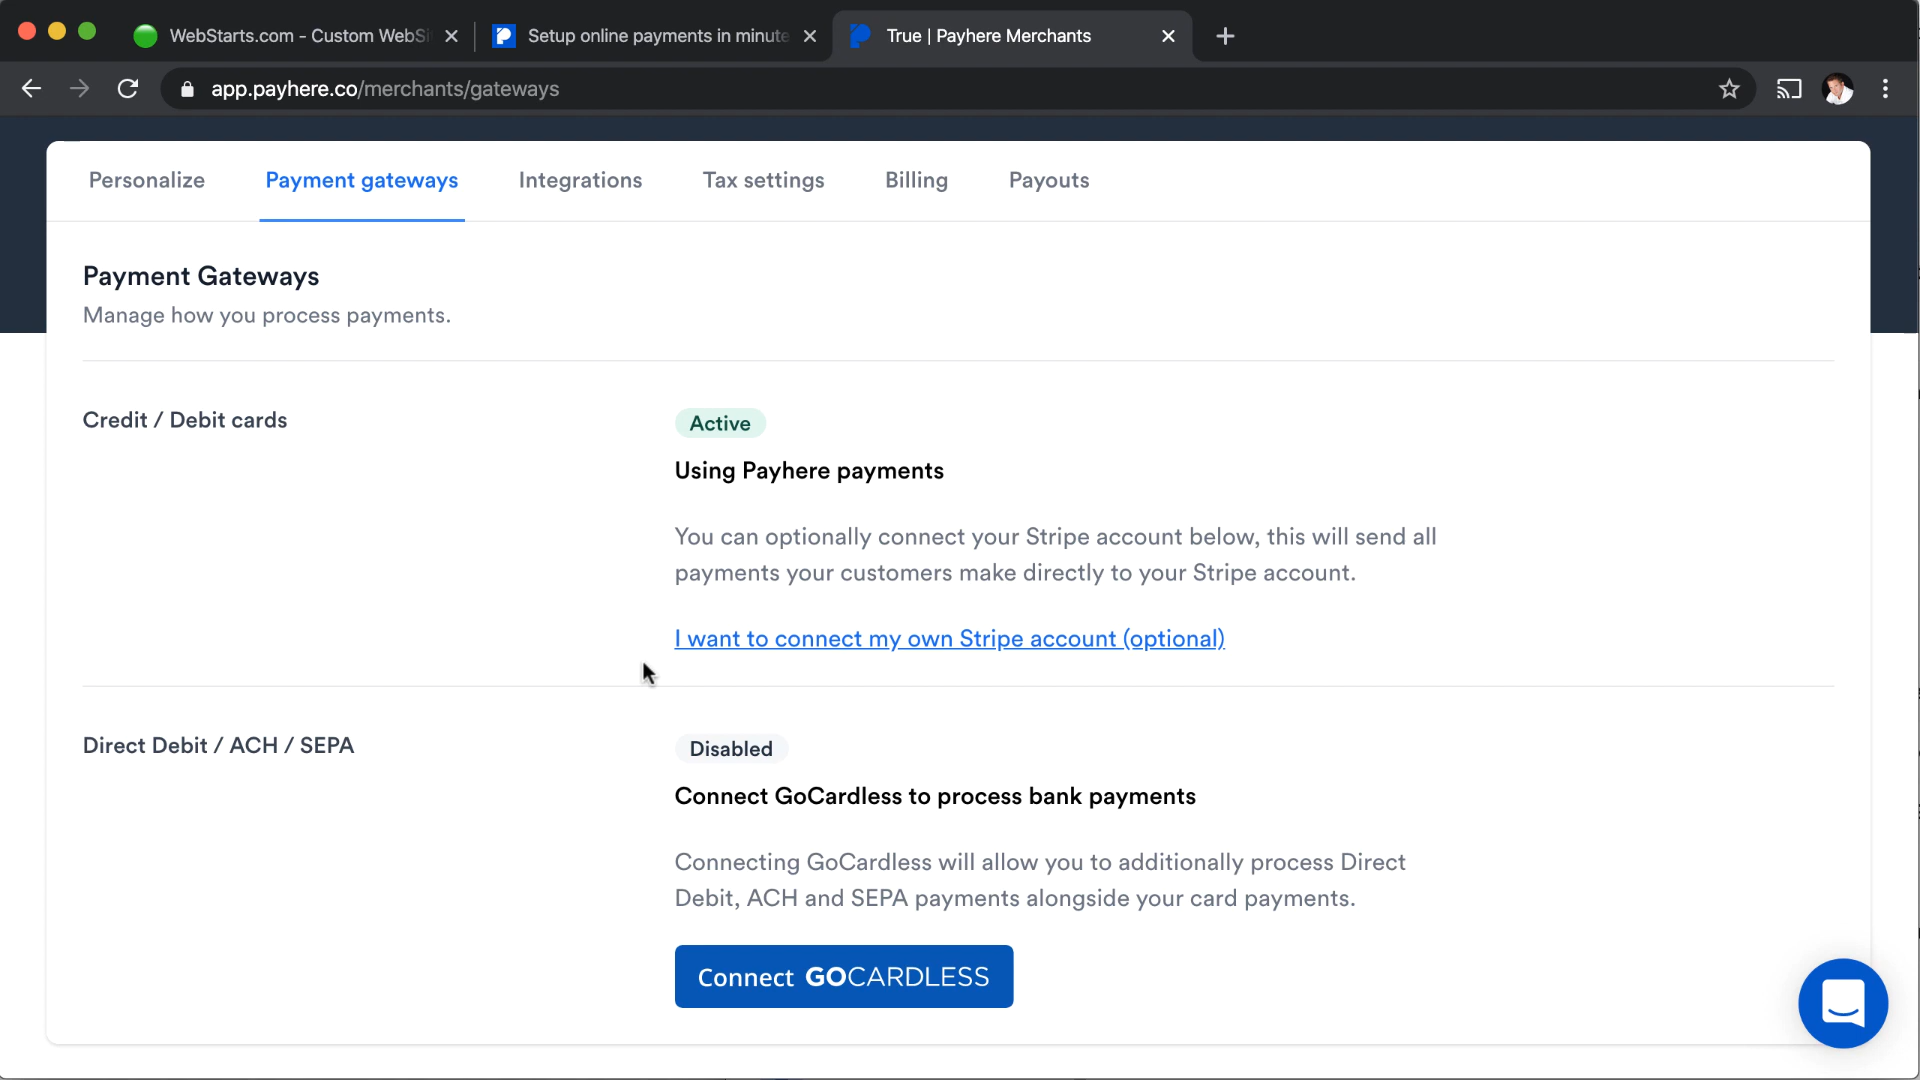 WebStarts.com - Custom WebSi
Setup online payments in minute
True | Payhere Merchants
app.payhere.co/merchants/gateways
Personalize
Payment gateways
Integrations
Tax settings
Billing
Payouts
Payment Gateways
Manage how you process payments.
Credit / Debit cards
Active
Using Payhere payments
You can optionally connect your Stripe account below, this will send all
payments your customers make directly to your Stripe account.
I want to connect my own Stripe account (optional)
Direct Debit / ACH / SEPA
Disabled
Connect GoCardless to process bank payments
Connecting GoCardless will allow you to additionally process Direct
Debit, ACH and SEPA payments alongside your card payments.
Connect GOCARDLESS